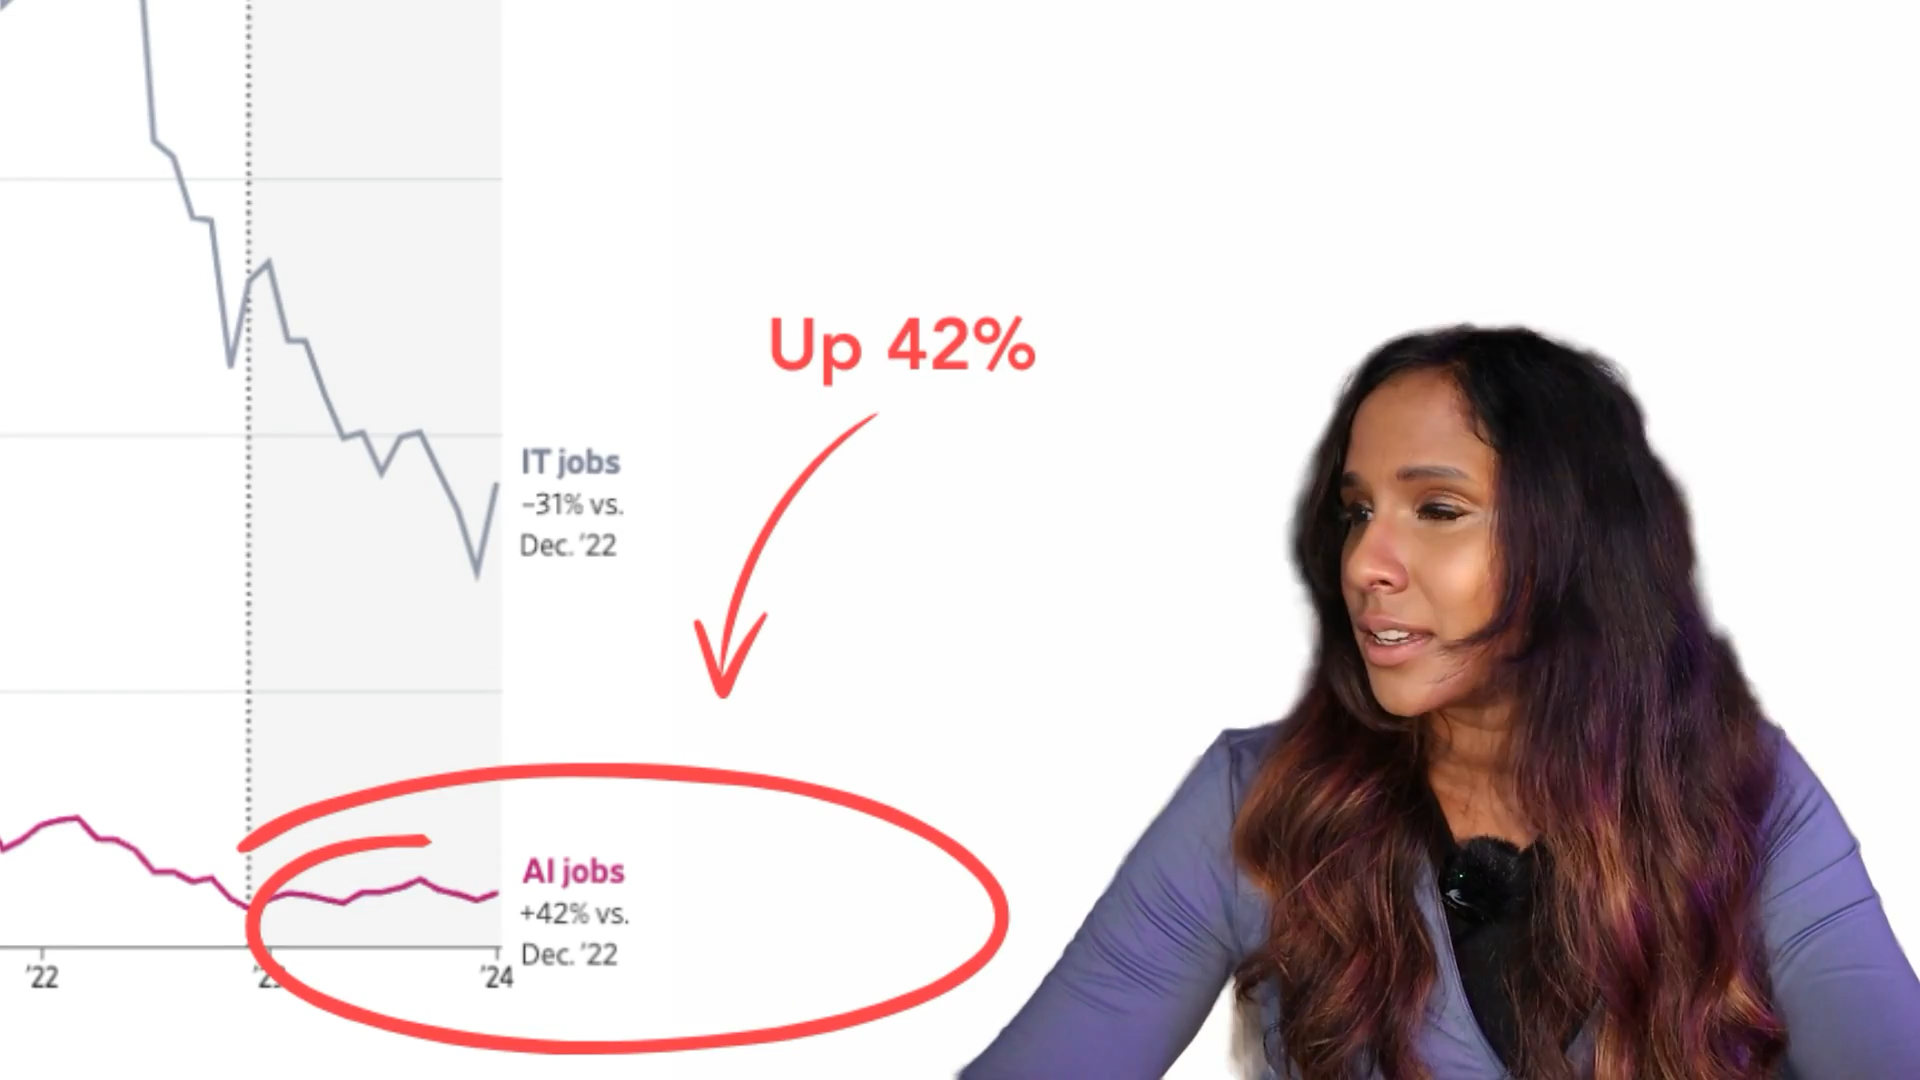 Up 42%
IT jobs
–31% vs.
Dec. ’22
AI jobs
+42% vs.
Dec. ’22
’22
’24